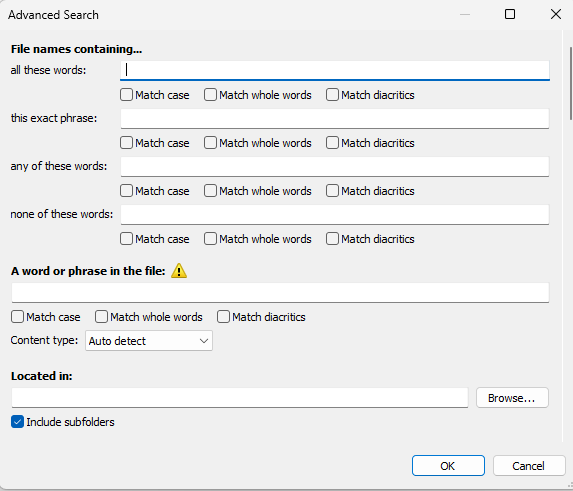 Advanced Search
File names containing...
all these words:
Match case Match whole words Match diacritics
this exact phrase:
Match case Match whole words Match diacritics
any of these words:
Match case Match whole words Match diacritics
none of these words:
Match case Match whole words Match diacritics
A word or phrase in the file:
Match case Match whole words Match diacritics
Content type: Auto detect
Located in:
Browse...
Include subfolders
OK Cancel